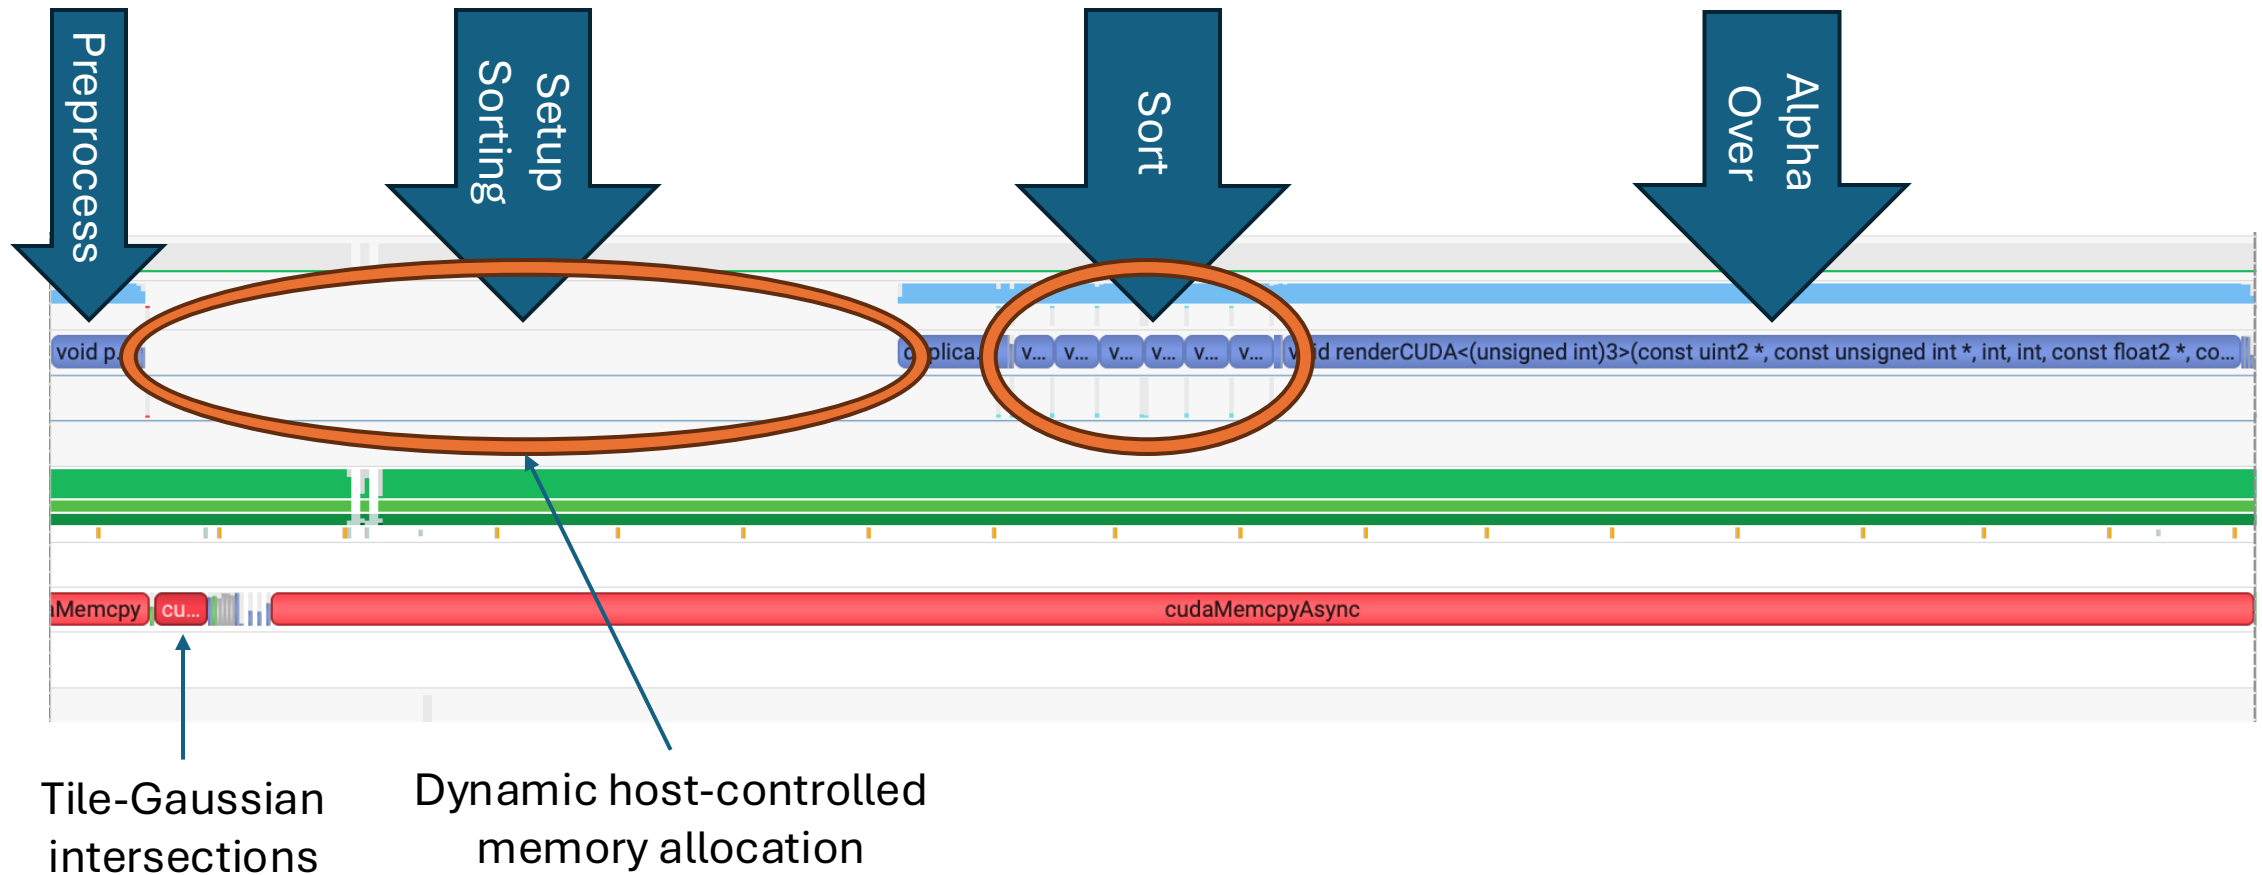 Preprocess
Setup
Sorting
Sort
Alpha
Over
void p...
v...
v...
v...
v...
v...
v...
id renderCUDA<(unsigned int)3>(const uint2 *, const unsigned int *, int, int, const float2 *, co...
Memcpy
cu...
cudaMemcpyAsync
Tile-Gaussian
intersections
Dynamic host-controlled
memory allocation